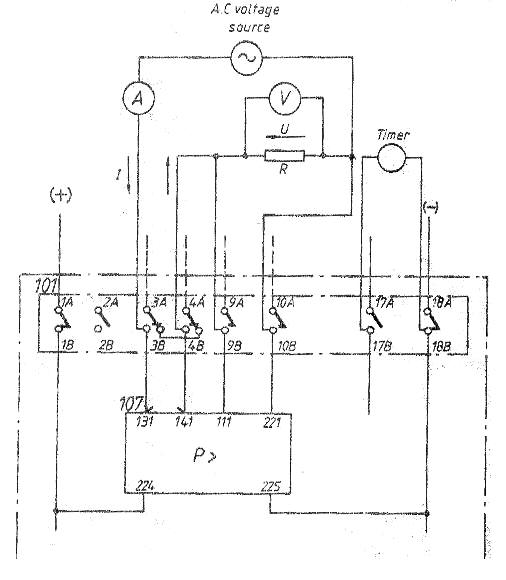 A.C voltage
source
A
V
U
R
Timer
I
(+)
(-)
101
1A 2A 3A 4A 9A 10A 17A 18A
1B 2B 3B 4B 9B 10B 17B 18B
107
131 141 111 221
P>
224 225